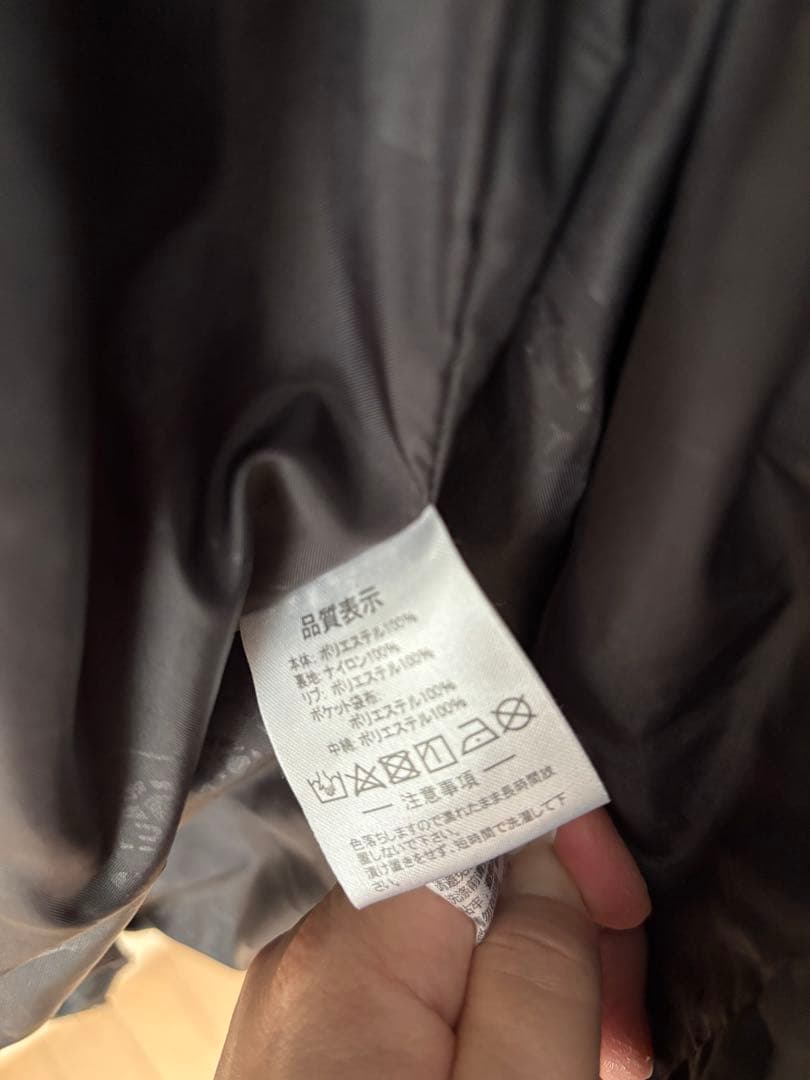 品質表示
本体: ポリエステル100%
裏地: ナイロン100%
リブ: ポリエステル100%
ポケット袋布:
ポリエステル100%
中綿: ポリエステル100%
— 注意事項 —
色落ちしますので濡れたまま長時間放
置しないで下さい。
漬け置きをせず、短時間で洗濯して下
さい。